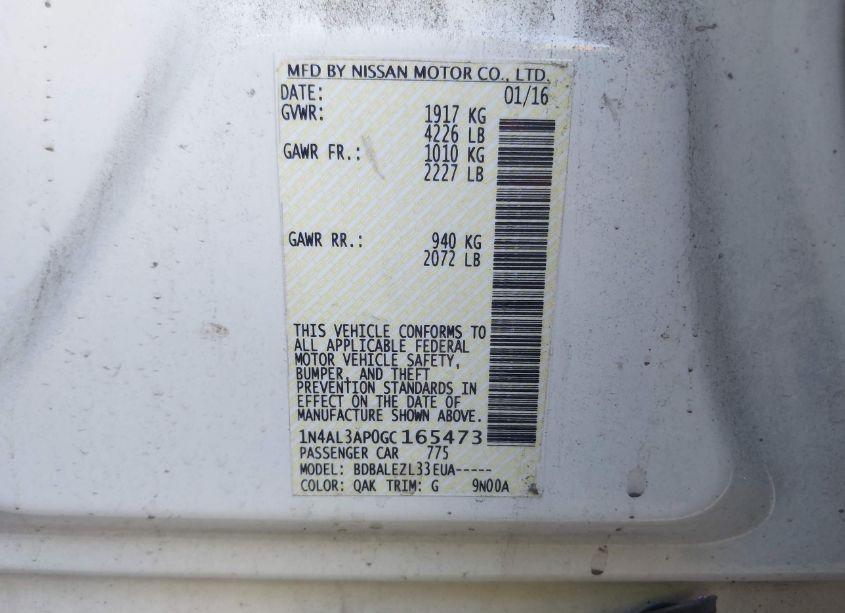 MFD BY NISSAN MOTOR CO., LTD.
DATE: 01/16
GVWR: 1917 KG
4226 LB
GAWR FR.: 1010 KG
2227 LB
GAWR RR.: 940 KG
2072 LB
THIS VEHICLE CONFORMS TO
ALL APPLICABLE FEDERAL
MOTOR VEHICLE SAFETY,
BUMPER, AND THEFT
PREVENTION STANDARDS IN
EFFECT ON THE DATE OF
MANUFACTURE SHOWN ABOVE.
1N4AL3AP0GC165473
PASSENGER CAR 775
MODEL: BDBALEZL33EUA-----
COLOR: QAK TRIM: G 9N00A